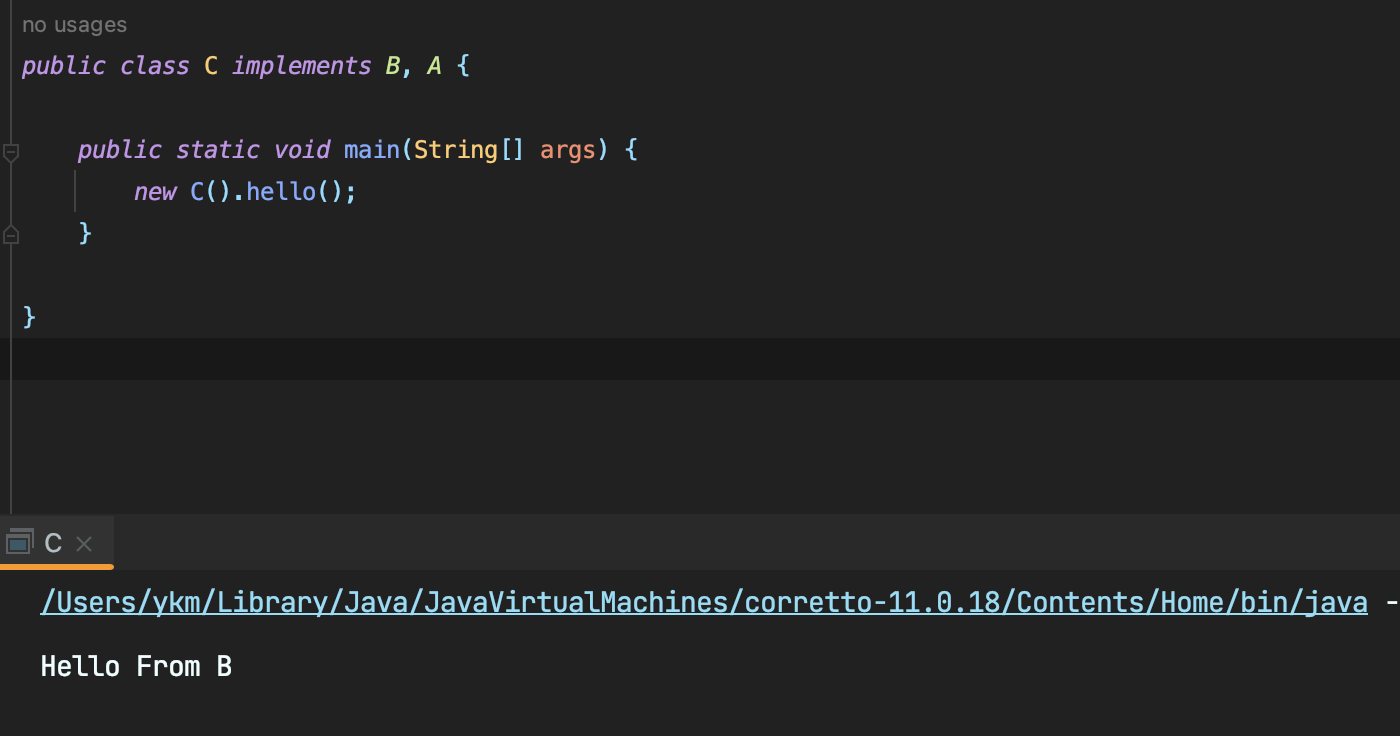 no usages
public class C implements B, A {
public static void main(String[] args) {
new C().hello();
}
}
C
/Users/ykm/Library/Java/JavaVirtualMachines/corretto-11.0.18/Contents/Home/bin/java -
Hello From B